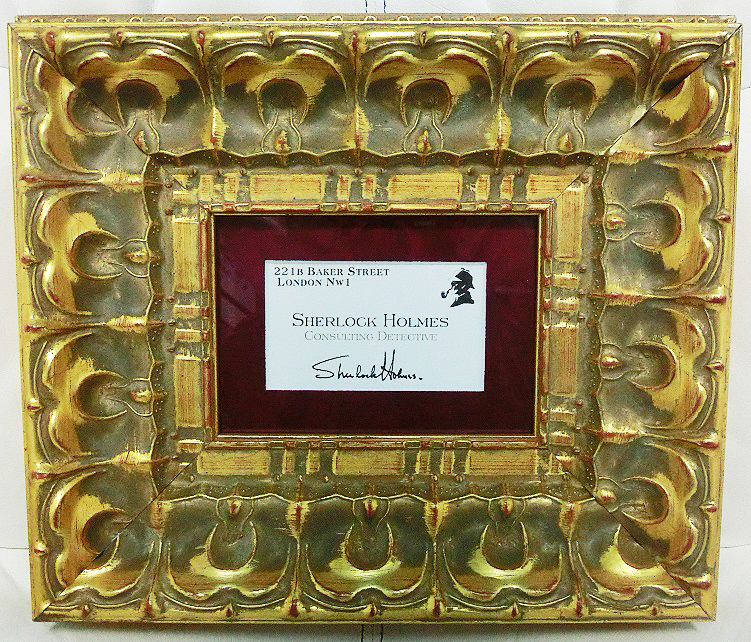 221B BAKER STREET
LONDON NW1
SHERLOCK HOLMES
CONSULTING DETECTIVE
Sherlock Holmes.